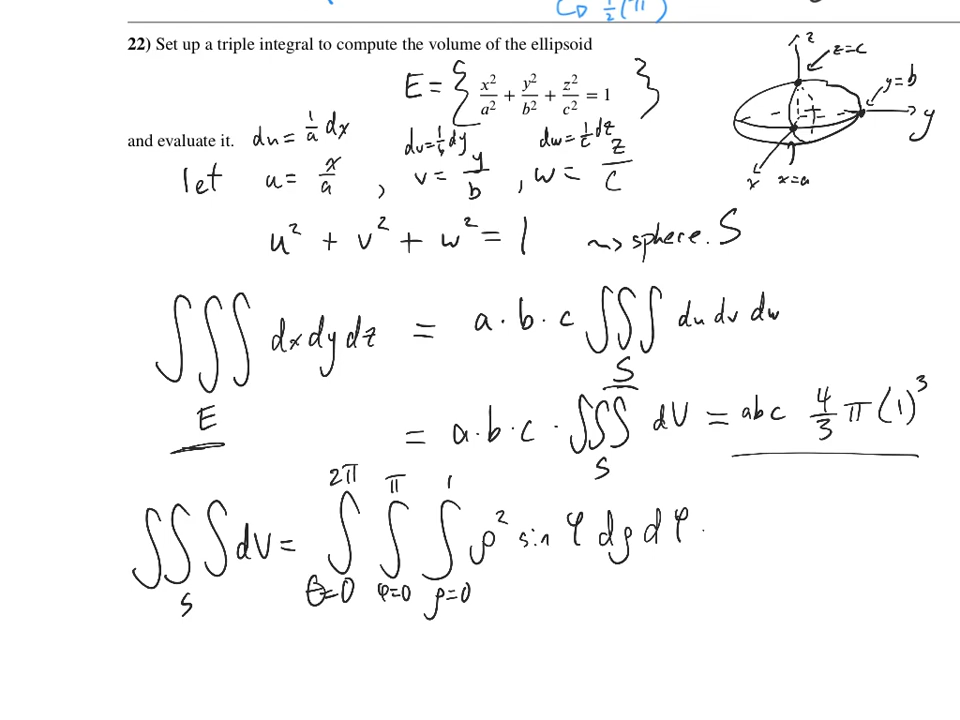 ↳ 1/2 (π)
22) Set up a triple integral to compute the volume of the ellipsoid
E = { x²/a² + y²/b² + z²/c² = 1 }
z
z=c
y=b
y
x
x=a
and evaluate it. du = 1/a dx dv = 1/b dy dw = 1/c dz
let u = x/a , v = y/b , w = z/c
u² + v² + w² = 1 ~> sphere. S
∭_E dx dy dz = a · b · c ∭_S du dv dw
= a · b · c · ∭_S dV = abc 4/3 π (1)³
∭_S dV = ∫_{θ=0}^{2π} ∫_{φ=0}^{π} ∫_{ρ=0}^{1} ρ² sin φ dρ dφ ·